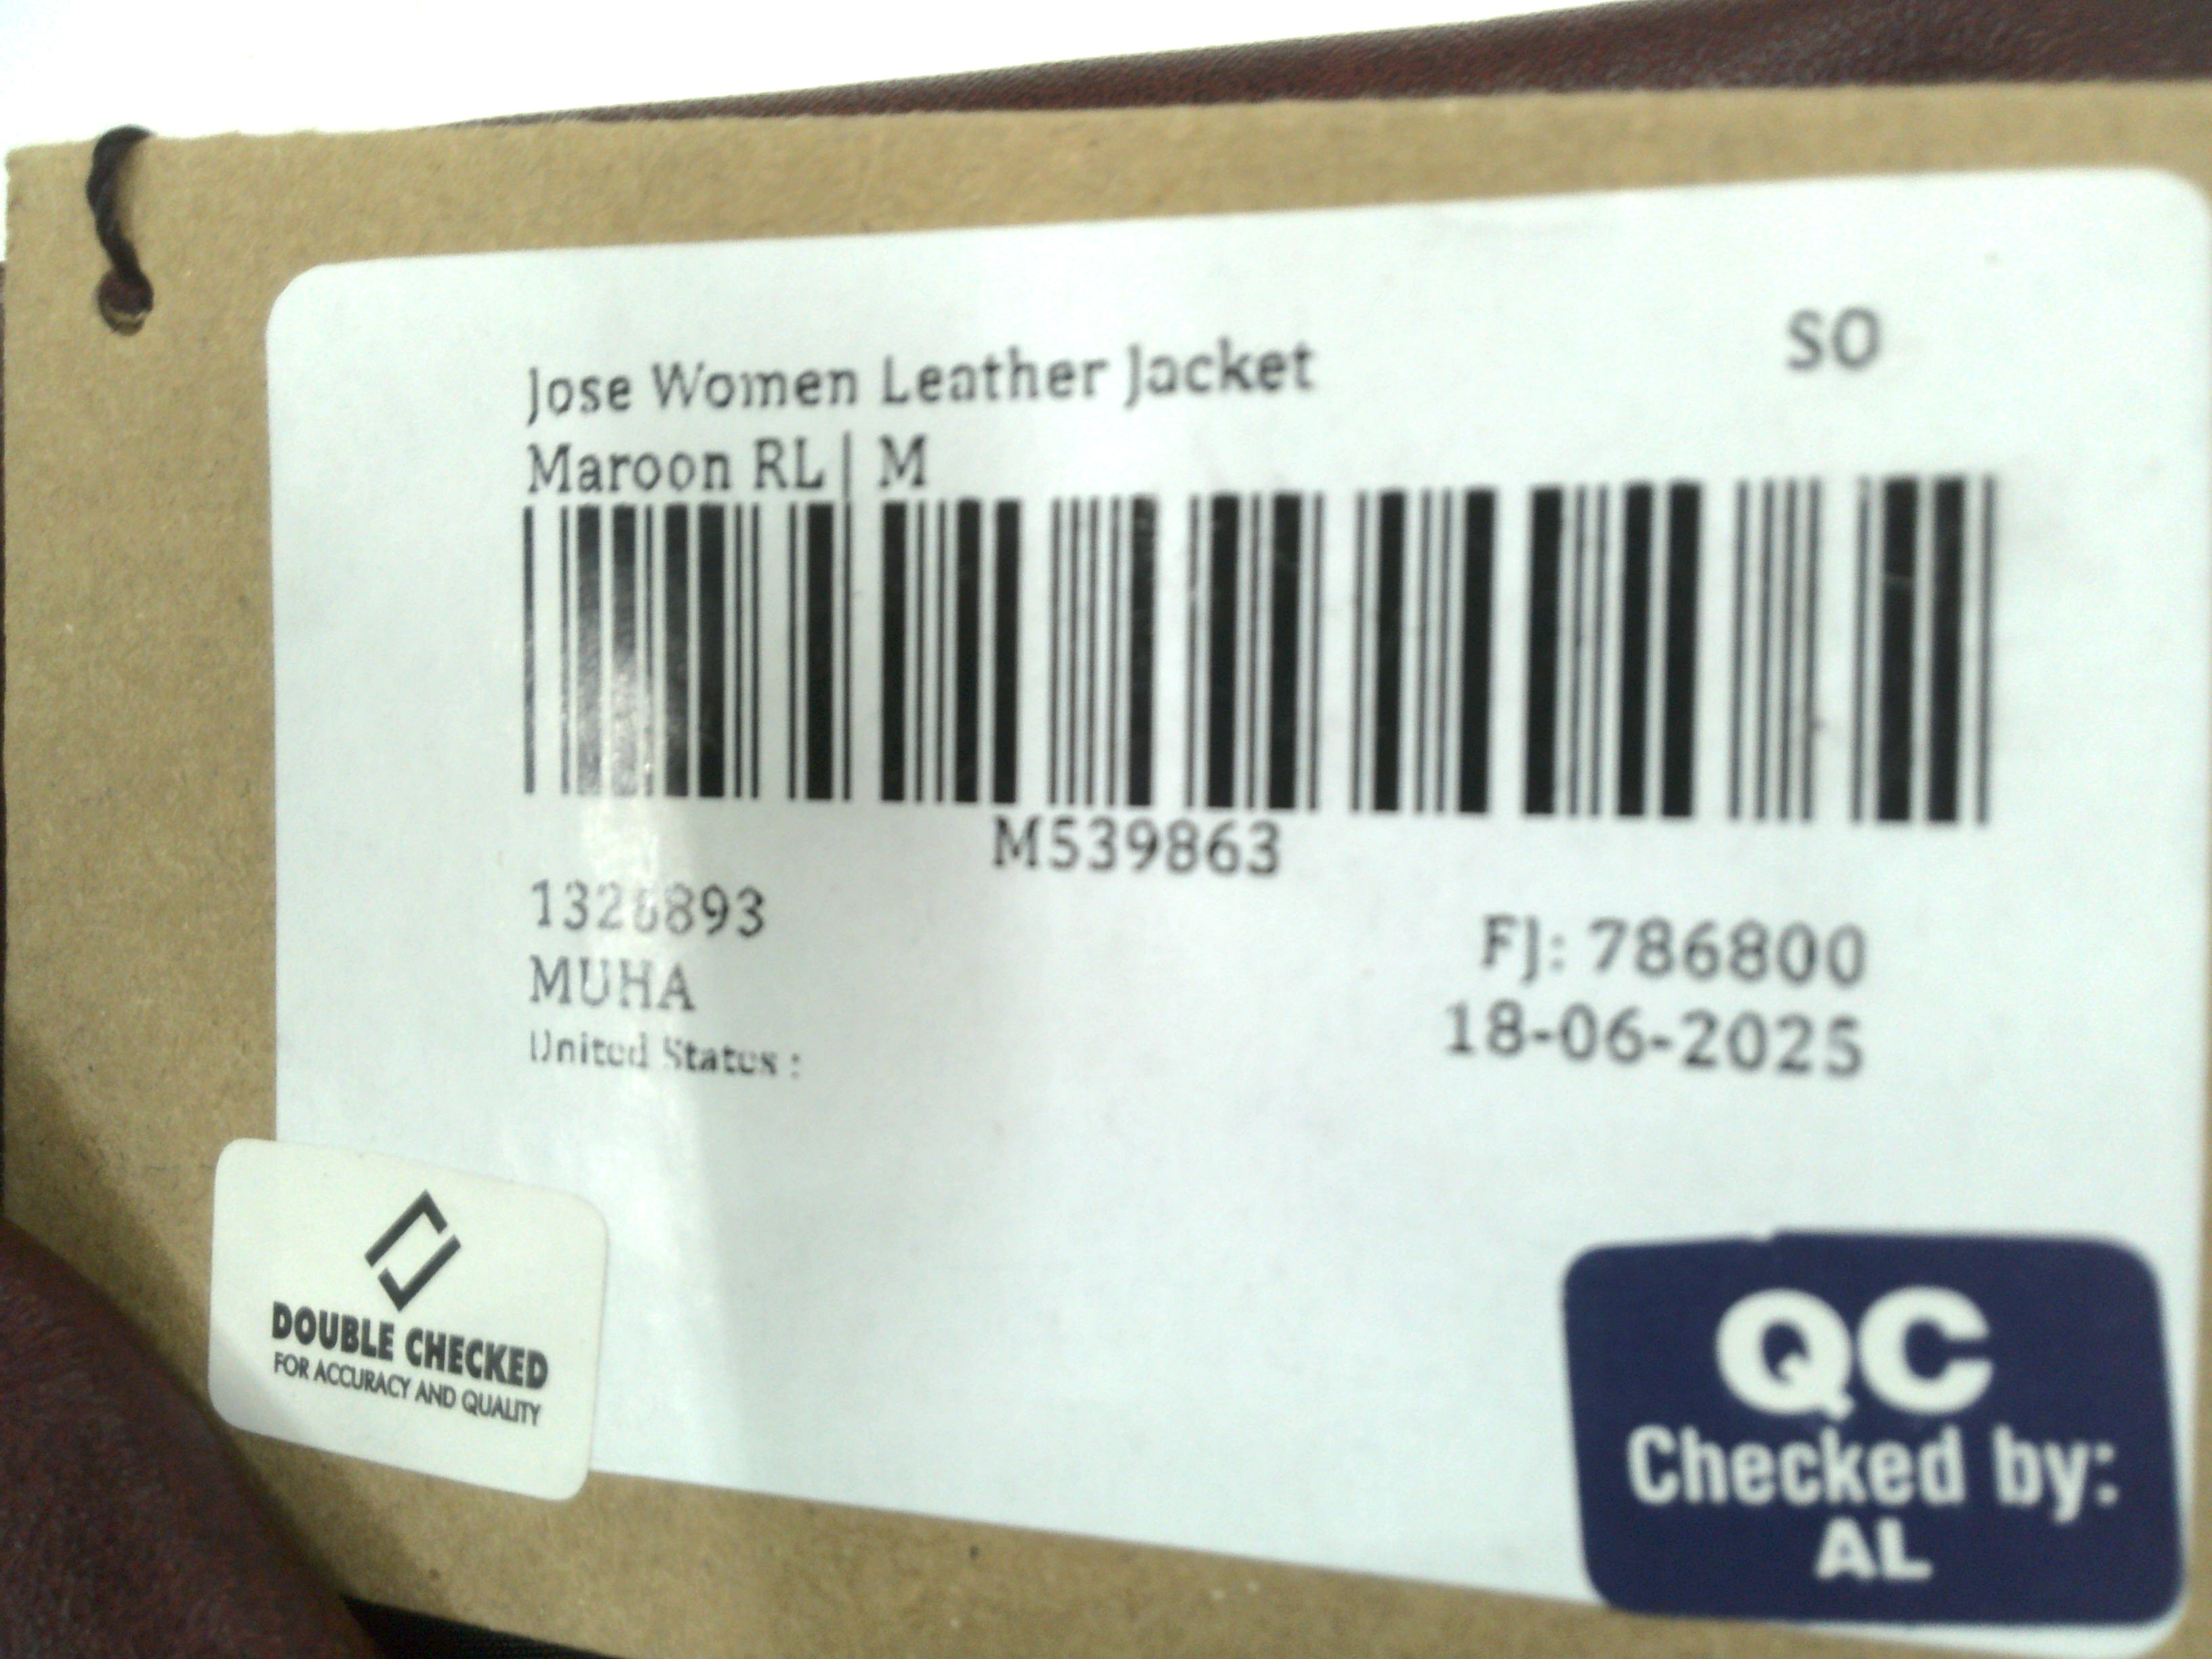 Jose Women Leather Jacket
SO
Maroon RL | M
M539863
1326893
MUHA
FJ: 786800
United States :
18-06-2025
DOUBLE CHECKED
FOR ACCURACY AND QUALITY
QC
Checked by:
AL